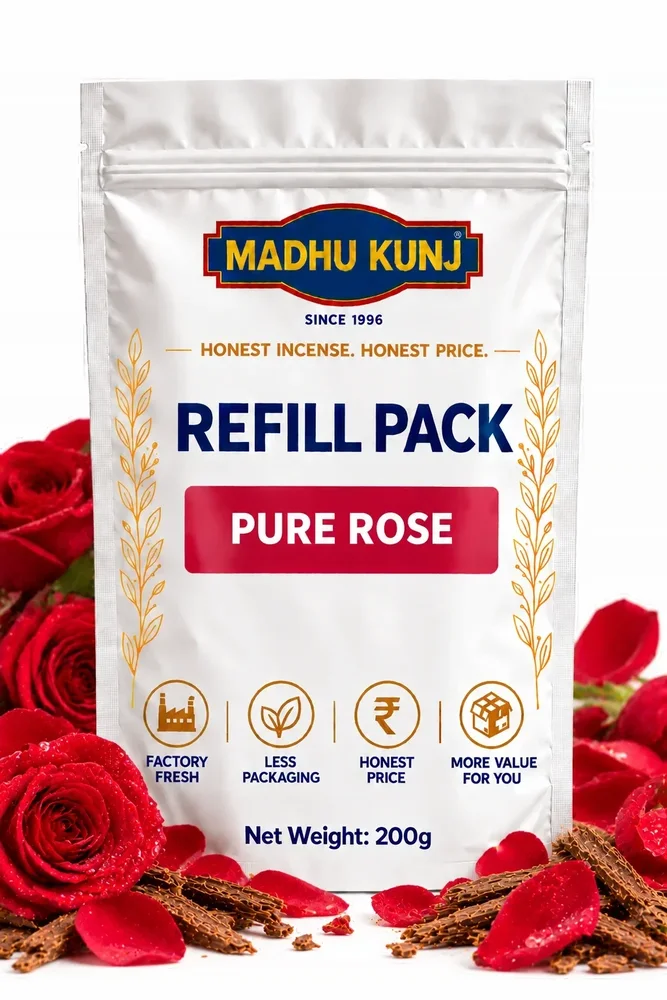 MADHU KUNJ®
SINCE 1996
HONEST INCENSE. HONEST PRICE.
REFILL PACK
PURE ROSE
FACTORY
FRESH
LESS
PACKAGING
HONEST
PRICE
MORE VALUE
FOR YOU
Net Weight: 200g